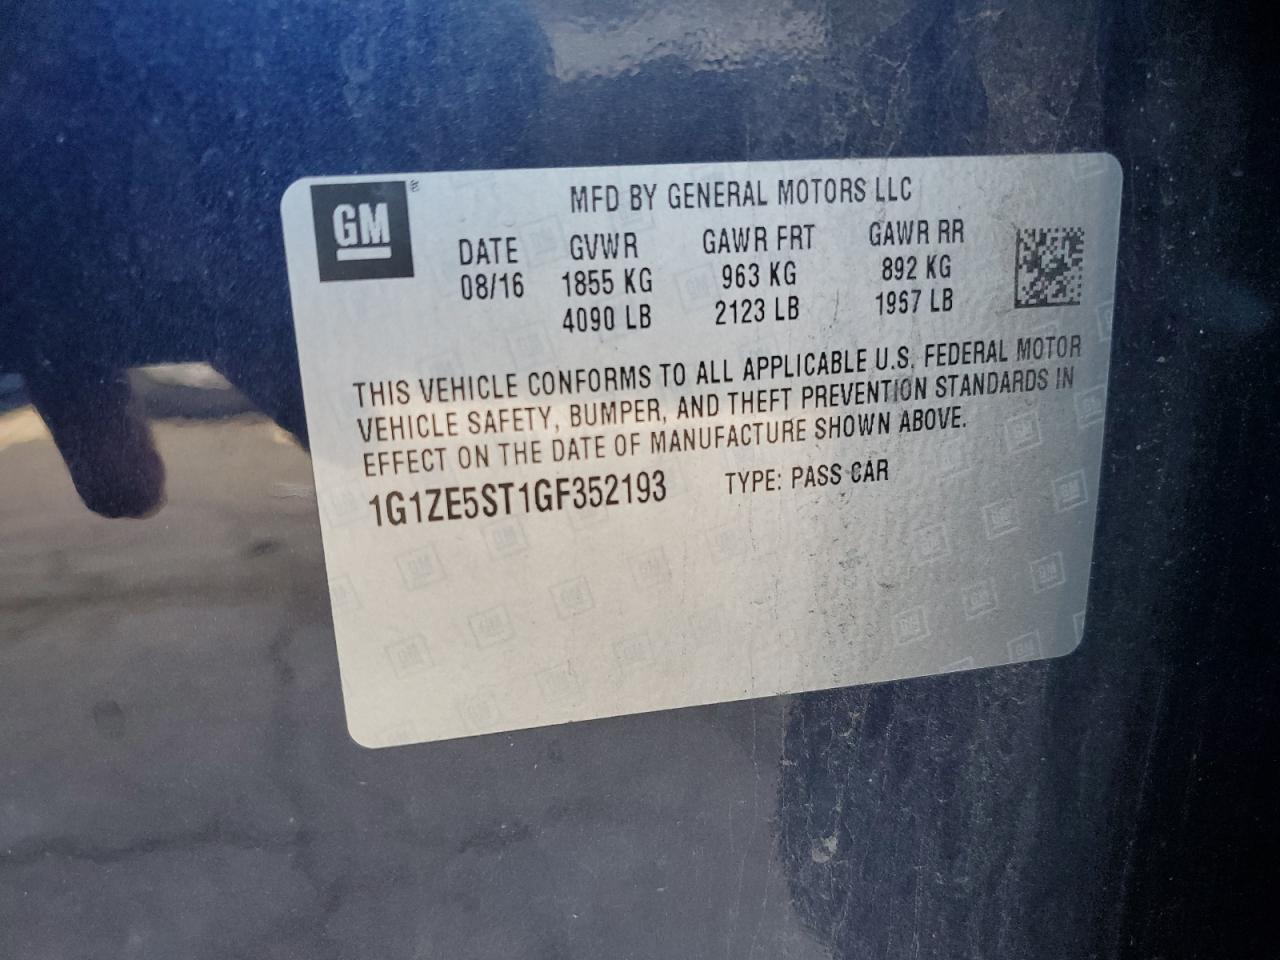 GM
MFD BY GENERAL MOTORS LLC
DATE GVWR GAWR FRT GAWR RR
08/16 1855 KG 963 KG 892 KG
4090 LB 2123 LB 1967 LB
THIS VEHICLE CONFORMS TO ALL APPLICABLE U.S. FEDERAL MOTOR
VEHICLE SAFETY, BUMPER, AND THEFT PREVENTION STANDARDS IN
EFFECT ON THE DATE OF MANUFACTURE SHOWN ABOVE.
1G1ZE5ST1GF352193 TYPE: PASS CAR